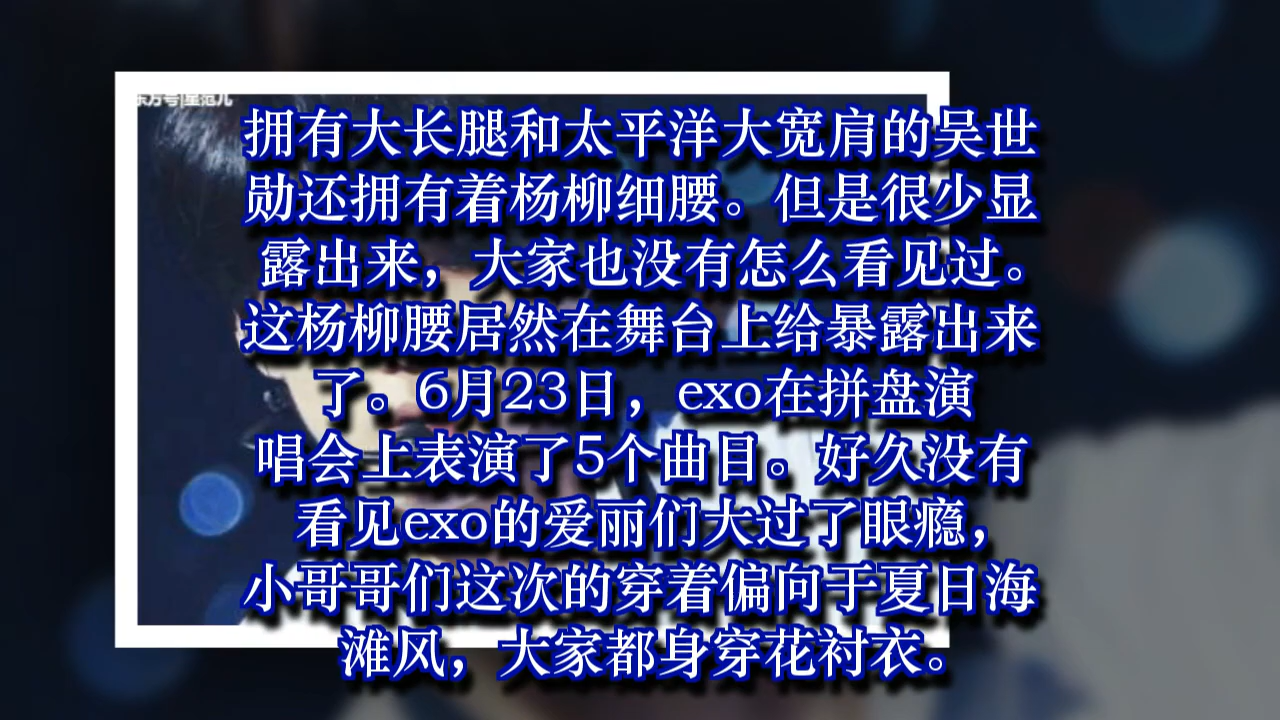 东方号|星范儿
拥有大长腿和太平洋大宽肩的吴世
勋还拥有着杨柳细腰。但是很少显
露出来，大家也没有怎么看见过。
这杨柳腰居然在舞台上给暴露出来
了。6月23日，exo在拼盘演
唱会上表演了5个曲目。好久没有
看见exo的爱丽们大过了眼瘾，
小哥哥们这次的穿着偏向于夏日海
滩风，大家都身穿花衬衣。